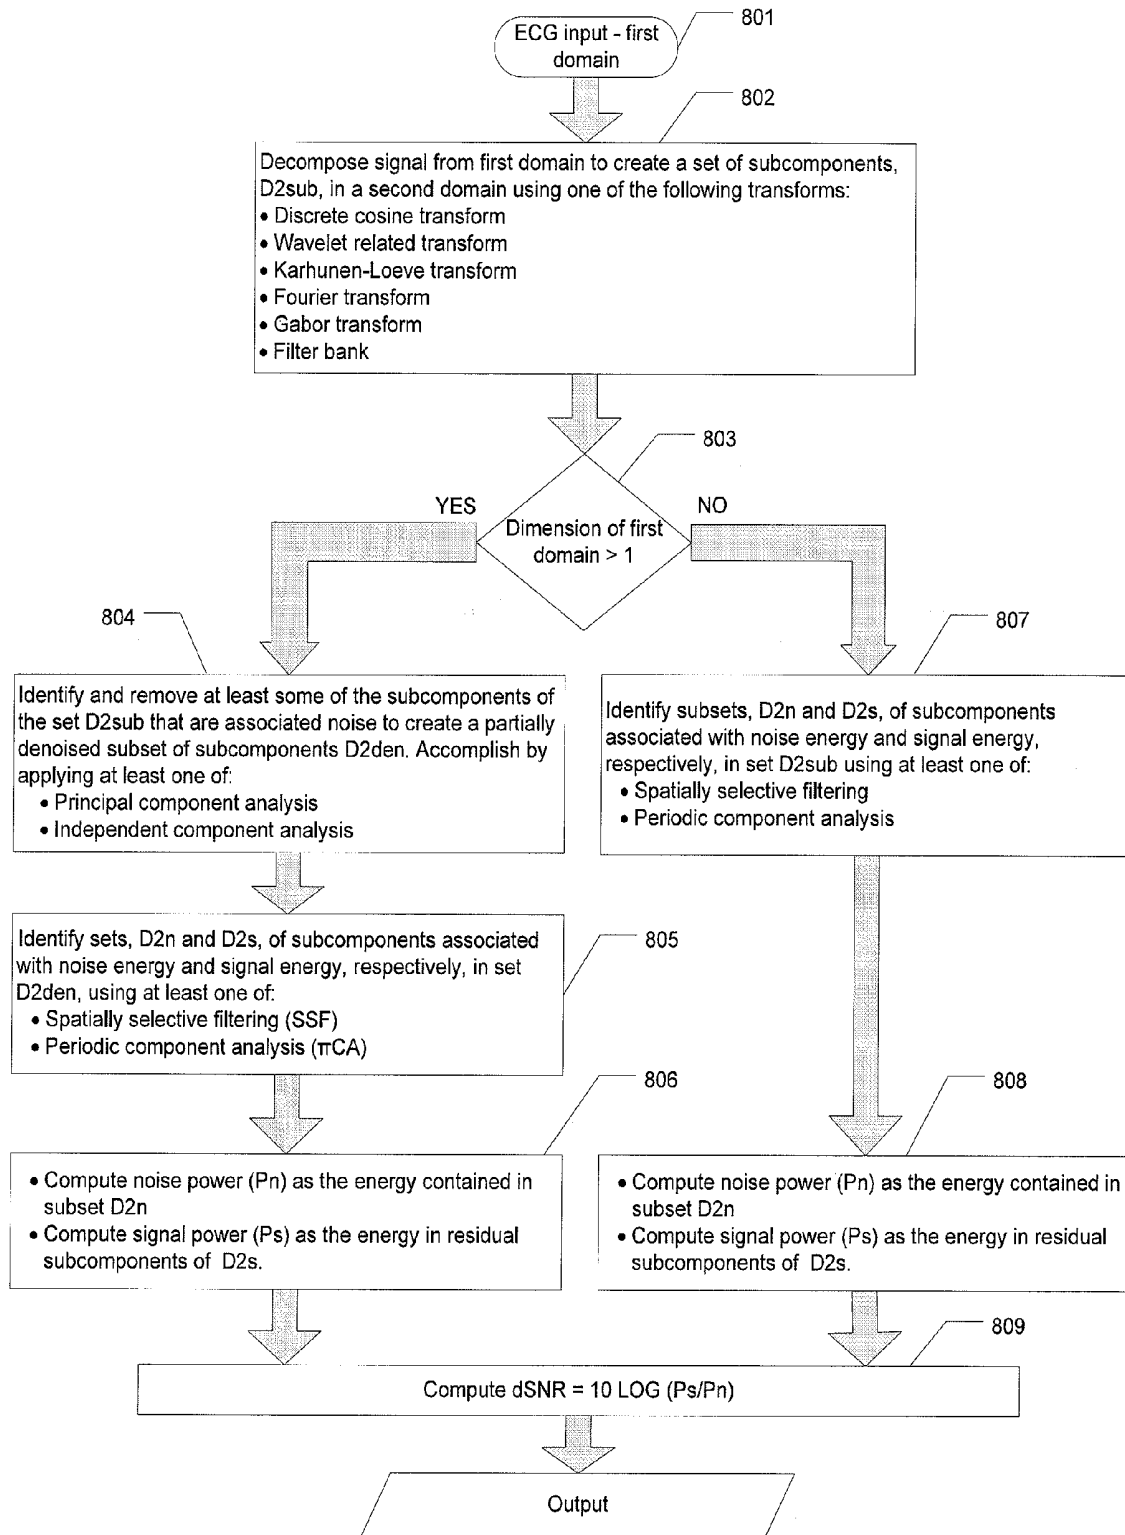 801
ECG input - first
domain
802
Decompose signal from first domain to create a set of subcomponents,
D2sub, in a second domain using one of the following transforms:
• Discrete cosine transform
• Wavelet related transform
• Karhunen-Loeve transform
• Fourier transform
• Gabor transform
• Filter bank
803
YES
NO
Dimension of first
domain > 1
804
807
Identify and remove at least some of the subcomponents of
the set D2sub that are associated noise to create a partially
denoised subset of subcomponents D2den. Accomplish by
applying at least one of:
• Principal component analysis
• Independent component analysis
Identify subsets, D2n and D2s, of subcomponents
associated with noise energy and signal energy,
respectively, in set D2sub using at least one of:
• Spatially selective filtering
• Periodic component analysis
805
Identify sets, D2n and D2s, of subcomponents associated
with noise energy and signal energy, respectively, in set
D2den, using at least one of:
• Spatially selective filtering (SSF)
• Periodic component analysis (πCA)
806
808
• Compute noise power (Pn) as the energy contained in
subset D2n
• Compute signal power (Ps) as the energy in residual
subcomponents of D2s.
• Compute noise power (Pn) as the energy contained in
subset D2n
• Compute signal power (Ps) as the energy in residual
subcomponents of D2s.
809
Compute dSNR = 10 LOG (Ps/Pn)
Output